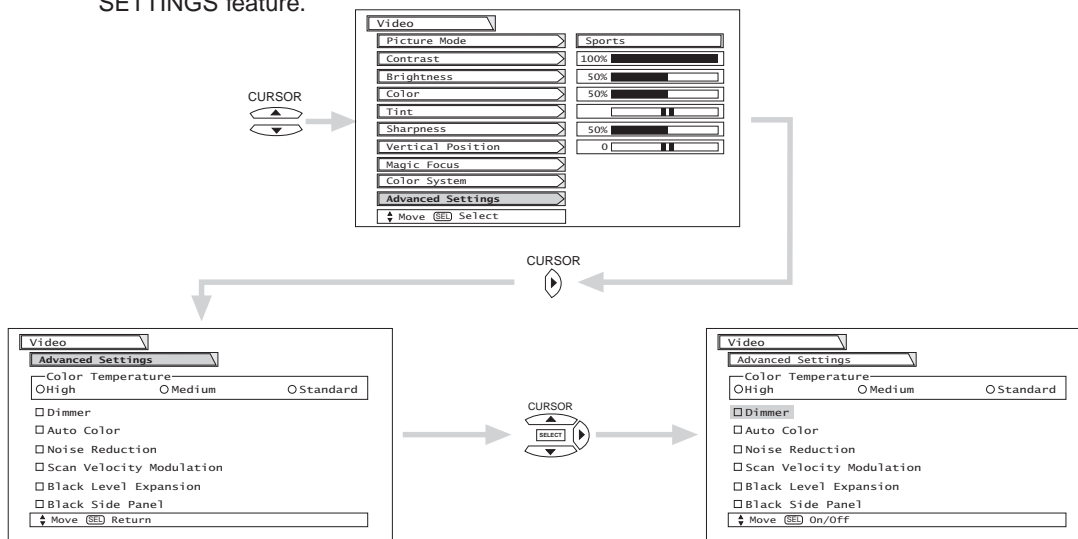 SETTINGS feature.
Video
Picture Mode
Sports
Contrast
100%
Brightness
50%
Color
50%
Tint
Sharpness
50%
Vertical Position
0
Magic Focus
Color System
Advanced Settings
Move SEL Select
CURSOR
CURSOR
Video
Advanced Settings
Color Temperature
High Medium Standard
Dimmer
Auto Color
Noise Reduction
Scan Velocity Modulation
Black Level Expansion
Black Side Panel
Move SEL Return
CURSOR
SELECT
Video
Advanced Settings
Color Temperature
High Medium Standard
Dimmer
Auto Color
Noise Reduction
Scan Velocity Modulation
Black Level Expansion
Black Side Panel
Move SEL On/Off